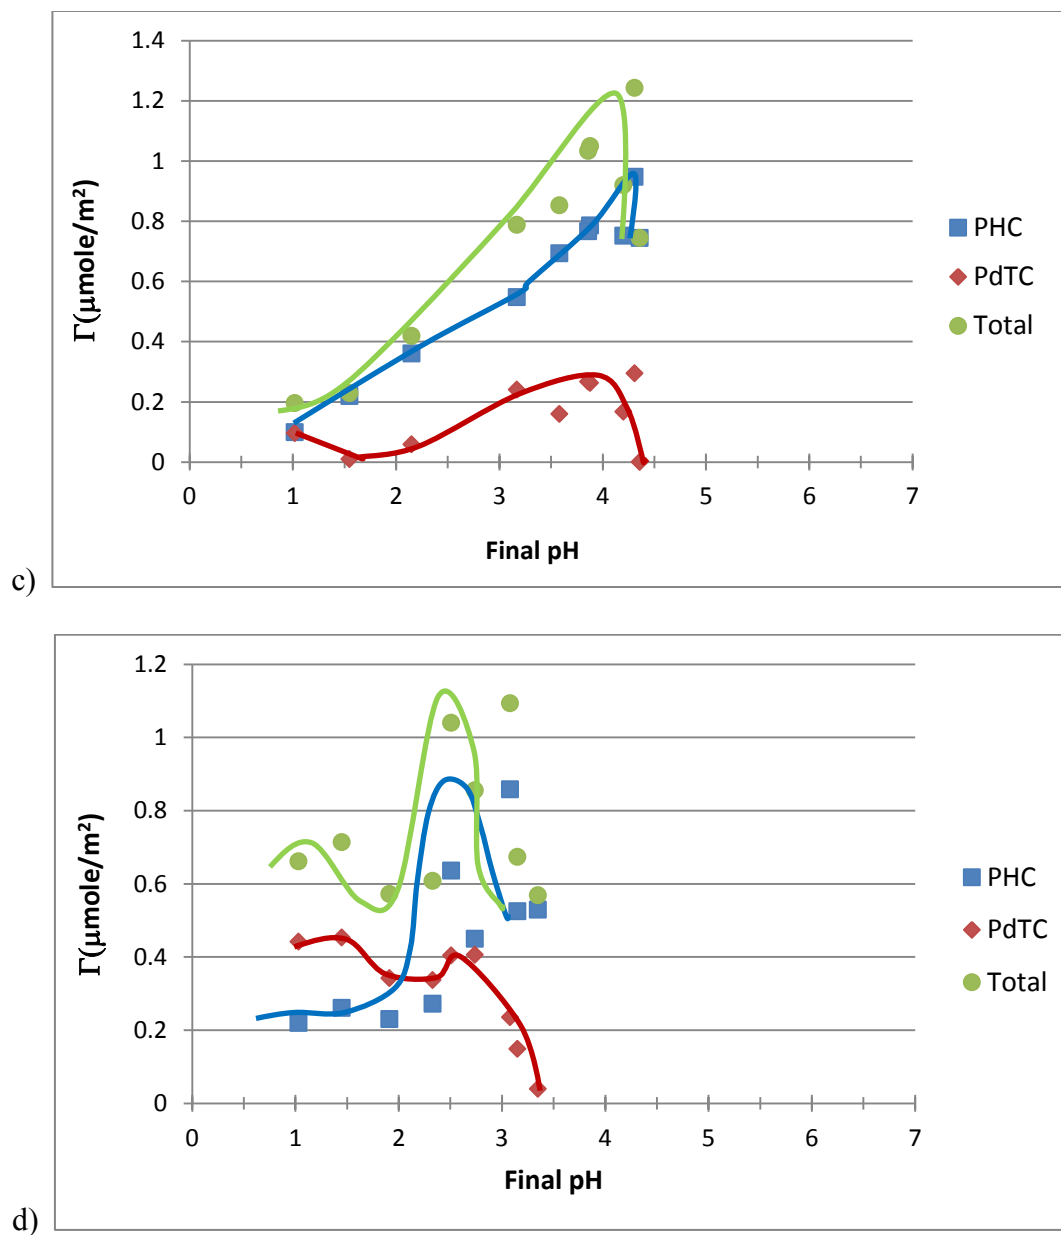 1.4
1.2
1
0.8
0.6
0.4
0.2
0
Γ(µmole/m²)
0 1 2 3 4 5 6 7
Final pH
PHC
PdTC
Total
c)
1.2
1
0.8
0.6
0.4
0.2
0
Γ(µmole/m²)
0 1 2 3 4 5 6 7
Final pH
PHC
PdTC
Total
d)